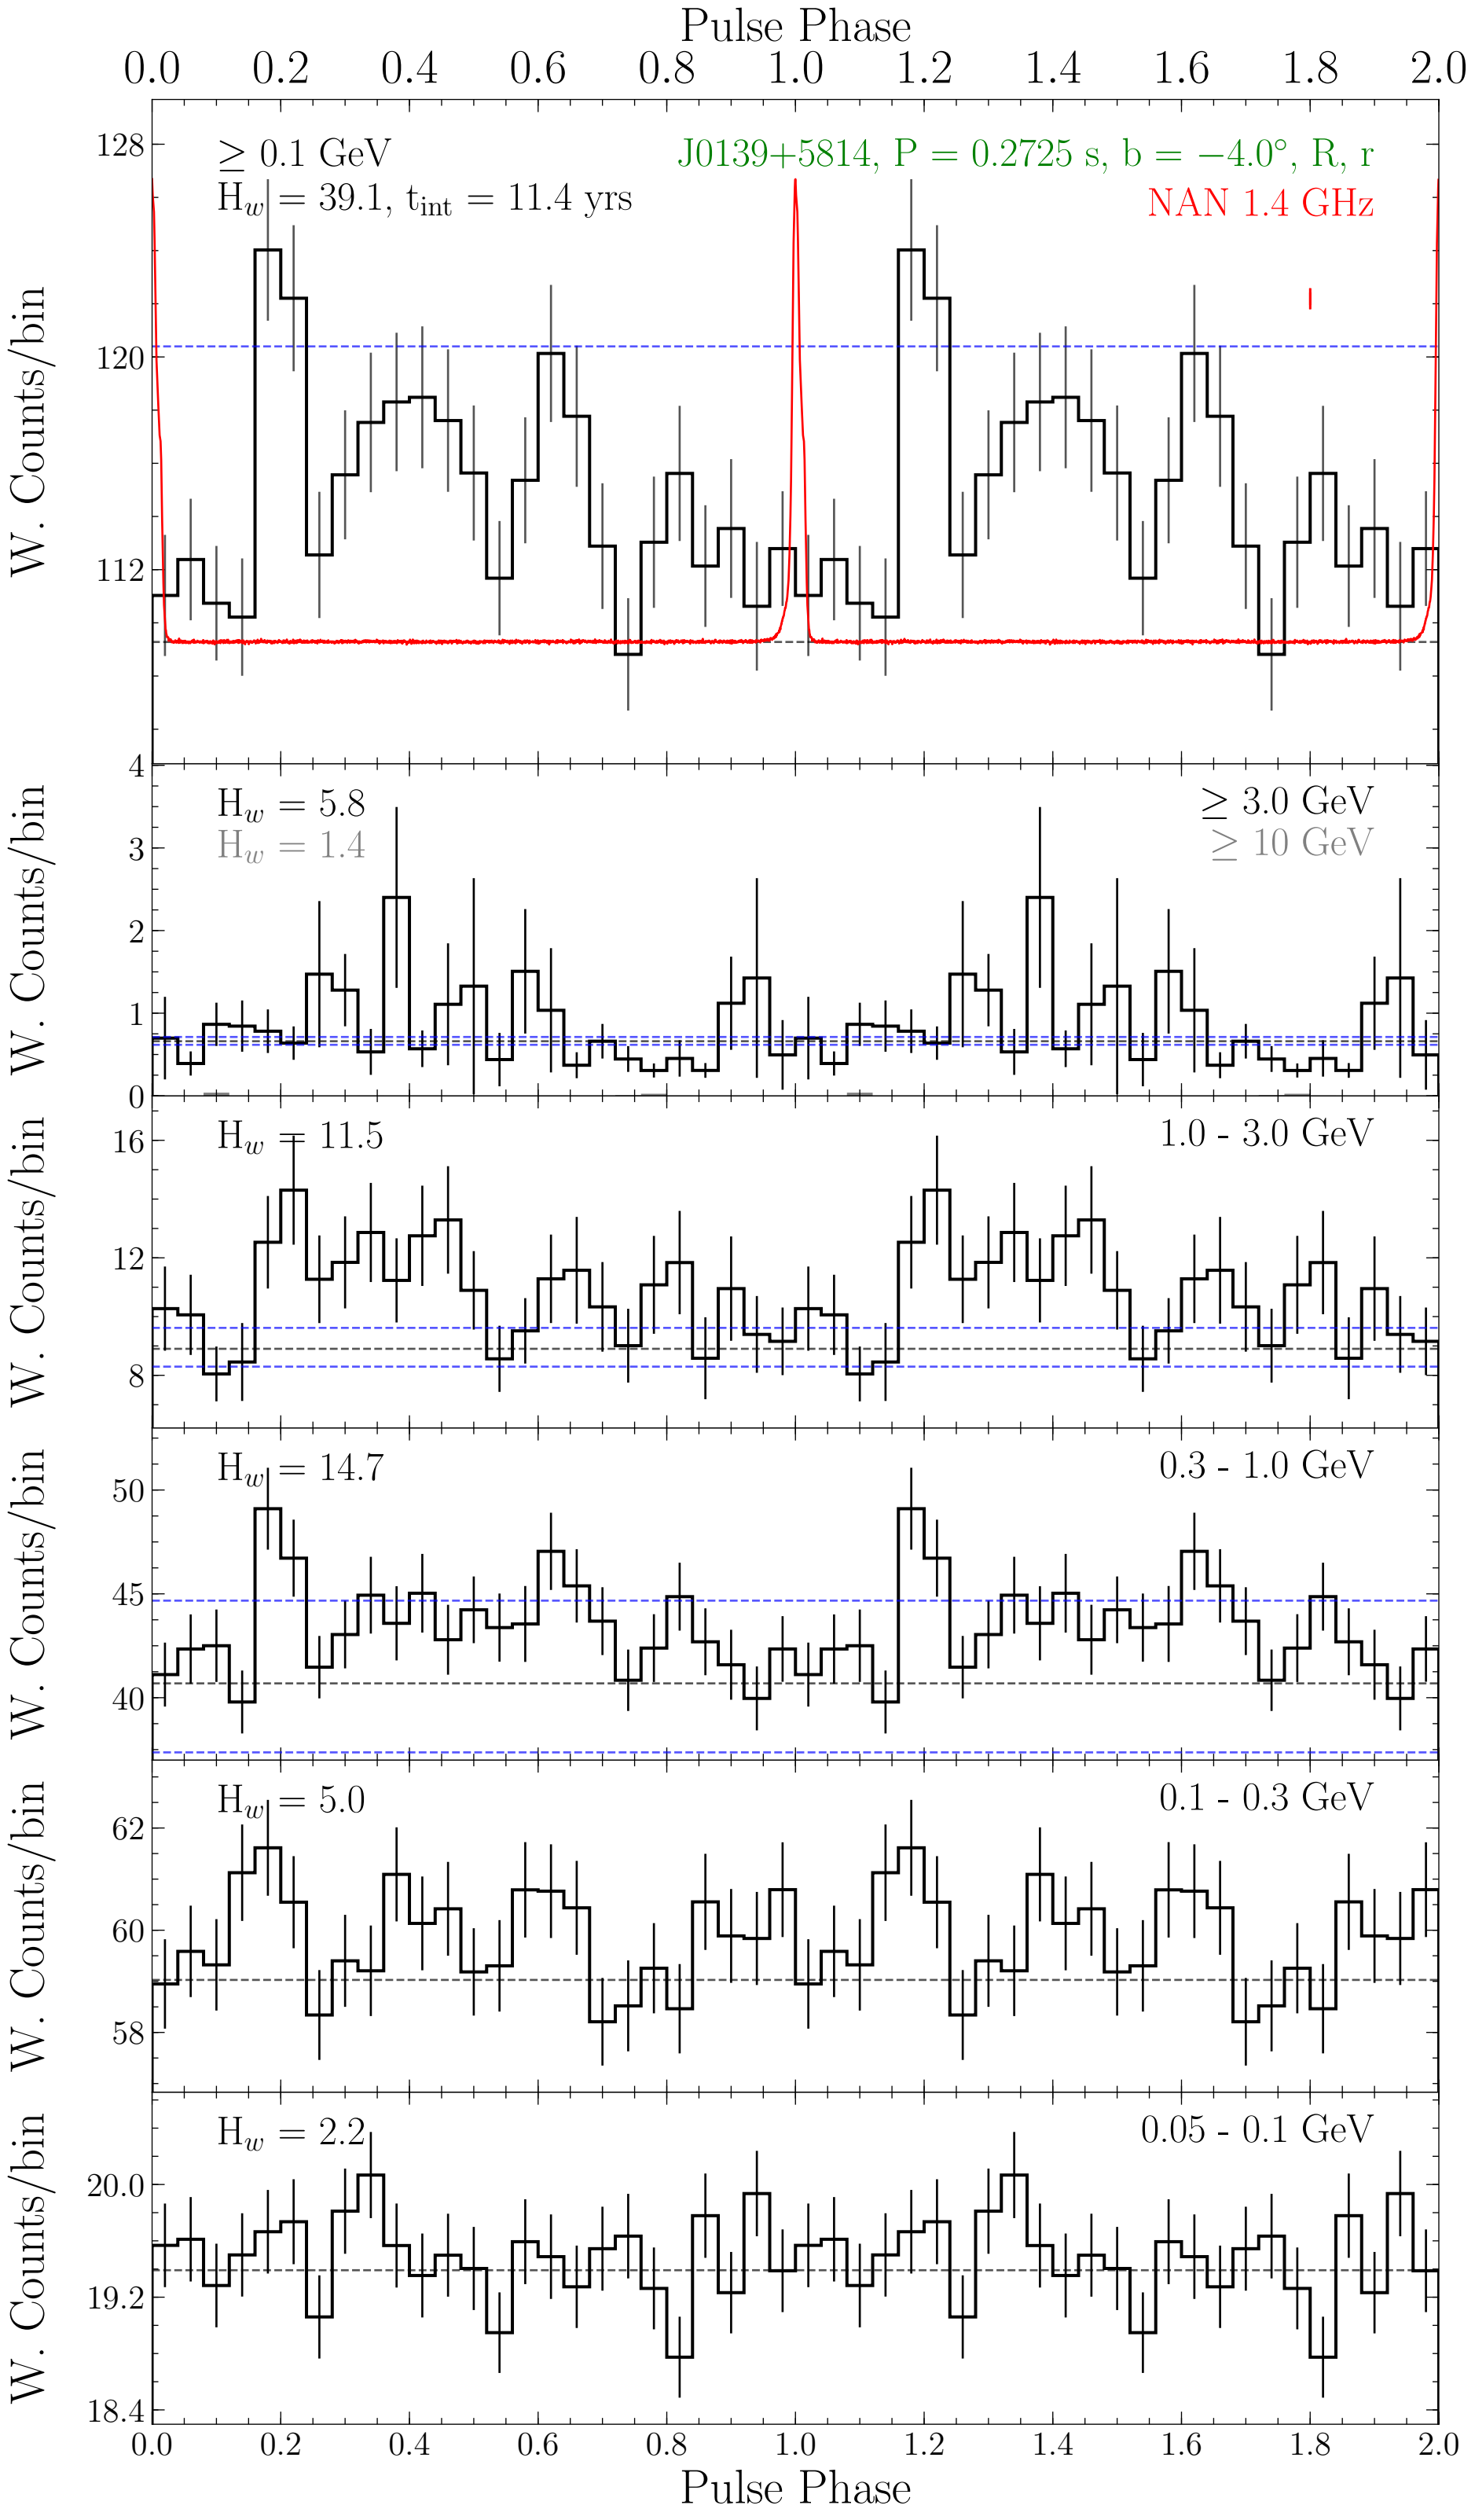 Pulse Phase
0.0 0.2 0.4 0.6 0.8 1.0 1.2 1.4 1.6 1.8 2.0
≥ 0.1 GeV
H_w = 39.1, t_int = 11.4 yrs
J0139+5814, P = 0.2725 s, b = −4.0°, R, r
NAN 1.4 GHz
128
120
112
W. Counts/bin
H_w = 5.8
H_w = 1.4
≥ 3.0 GeV
≥ 10 GeV
4
3
2
1
0
W. Counts/bin
H_w = 11.5
1.0 - 3.0 GeV
16
12
8
W. Counts/bin
H_w = 14.7
0.3 - 1.0 GeV
50
45
40
W. Counts/bin
H_w = 5.0
0.1 - 0.3 GeV
62
60
58
W. Counts/bin
H_w = 2.2
0.05 - 0.1 GeV
20.0
19.2
18.4
W. Counts/bin
0.0 0.2 0.4 0.6 0.8 1.0 1.2 1.4 1.6 1.8 2.0
Pulse Phase